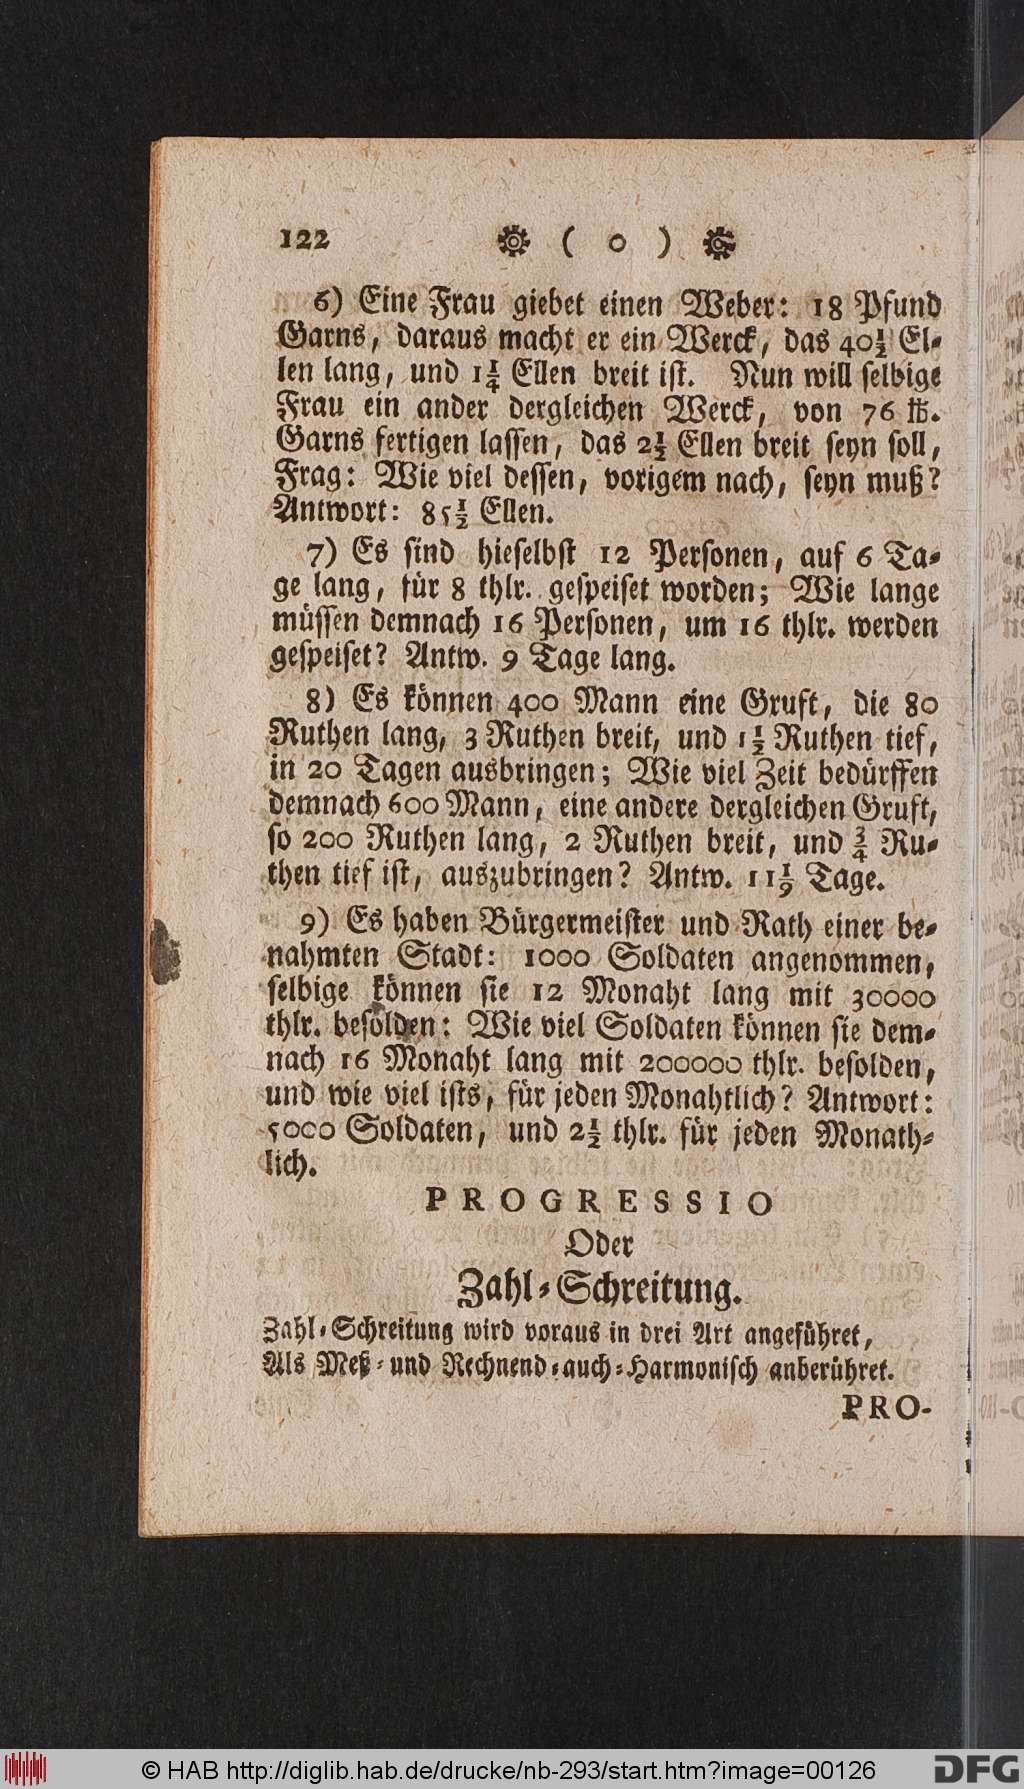 122 ( o )
6) Eine Frau giebet einen Weber: 18 Pfund
Garns, daraus macht er ein Werck, das 40½ El-
len lang, und 1¼ Ellen breit ist. Nun will selbige
Frau ein ander dergleichen Werck, von 76 ℔.
Garns fertigen lassen, das 2½ Ellen breit seyn soll,
Frag: Wie viel dessen, vorigem nach, seyn muß?
Antwort: 85½ Ellen.
7) Es sind hieselbst 12 Personen, auf 6 Ta-
ge lang, für 8 thlr. gespeiset worden; Wie lange
müssen demnach 16 Personen, um 16 thlr. werden
gespeiset? Antw. 9 Tage lang.
8) Es können 400 Mann eine Gruft, die 80
Ruthen lang, 3 Ruthen breit, und 1½ Ruthen tief,
in 20 Tagen ausbringen; Wie viel Zeit bedürffen
demnach 600 Mann, eine andere dergleichen Gruft,
so 200 Ruthen lang, 2 Ruthen breit, und ¾ Ru-
then tief ist, auszubringen? Antw. 11⅑ Tage.
9) Es haben Bürgermeister und Rath einer be-
nahmten Stadt: 1000 Soldaten angenommen,
selbige können sie 12 Monaht lang mit 30000
thlr. besolden: Wie viel Soldaten können sie dem-
nach 16 Monaht lang mit 200000 thlr. besolden,
und wie viel ists, für jeden Monahtlich? Antwort:
5000 Soldaten, und 2½ thlr. für jeden Monath-
lich.
PROGRESSIO
Oder
Zahl-Schreitung.
Zahl-Schreitung wird voraus in drei Art angeführet,
Als Meß- und Rechnend-auch-Harmonisch anberühret.
PRO-
© HAB http://diglib.hab.de/drucke/nb-293/start.htm?image=00126
DFG